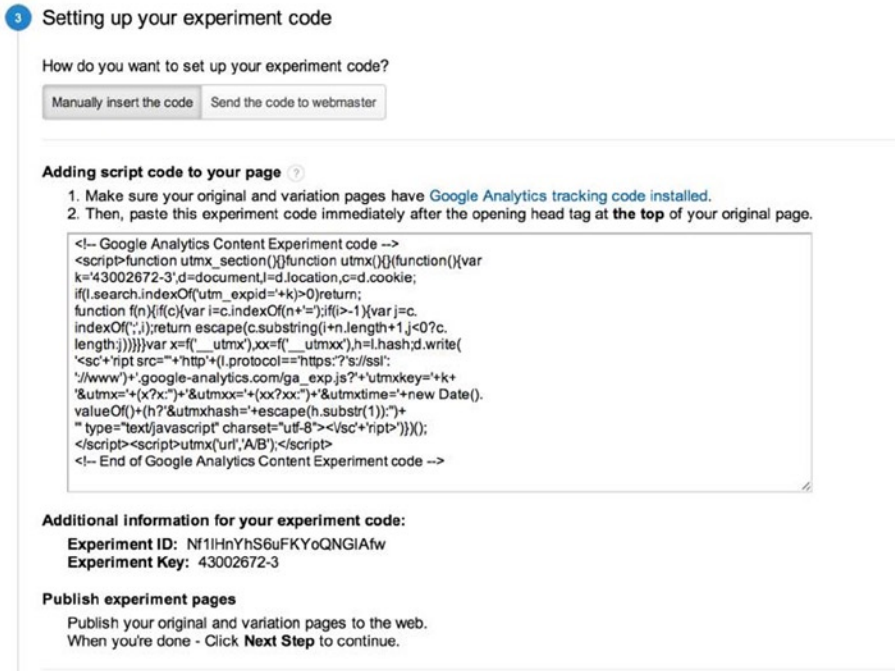 3 Setting up your experiment code
How do you want to set up your experiment code?
Manually insert the code Send the code to webmaster
Adding script code to your page ?
1. Make sure your original and variation pages have Google Analytics tracking code installed.
2. Then, paste this experiment code immediately after the opening head tag at the top of your original page.
<!-- Google Analytics Content Experiment code -->
<script>function utmx_section(){}function utmx(){}(function(){var
k='43002672-3',d=document,l=d.location,c=d.cookie;
if(l.search.indexOf('utm_expid='+k)>0)return;
function f(n){if(c){var i=c.indexOf(n+'=');if(i>-1){var j=c.
indexOf(';',i);return escape(c.substring(i+n.length+1,j<0?c.
length:j))}}}var x=f('__utmx'),xx=f('__utmxx'),h=l.hash;d.write(
'<sc'+'ript src="'+'http'+(l.protocol=='https:'?'s://ssl':
'://www')+'.google-analytics.com/ga_exp.js?'+'utmxkey='+k+
'&utmx='+(x?x:'')+'&utmxx='+(xx?xx:'')+'&utmxtime='+new Date().
valueOf()+(h?'&utmxhash='+escape(h.substr(1)):'')+
'" type="text/javascript" charset="utf-8"><\/sc'+'ript>')})();
</script><script>utmx('url','A/B');</script>
<!-- End of Google Analytics Content Experiment code -->
Additional information for your experiment code:
Experiment ID: Nf1lHnYhS6uFKYoQNGIAfw
Experiment Key: 43002672-3
Publish experiment pages
Publish your original and variation pages to the web.
When you're done - Click Next Step to continue.